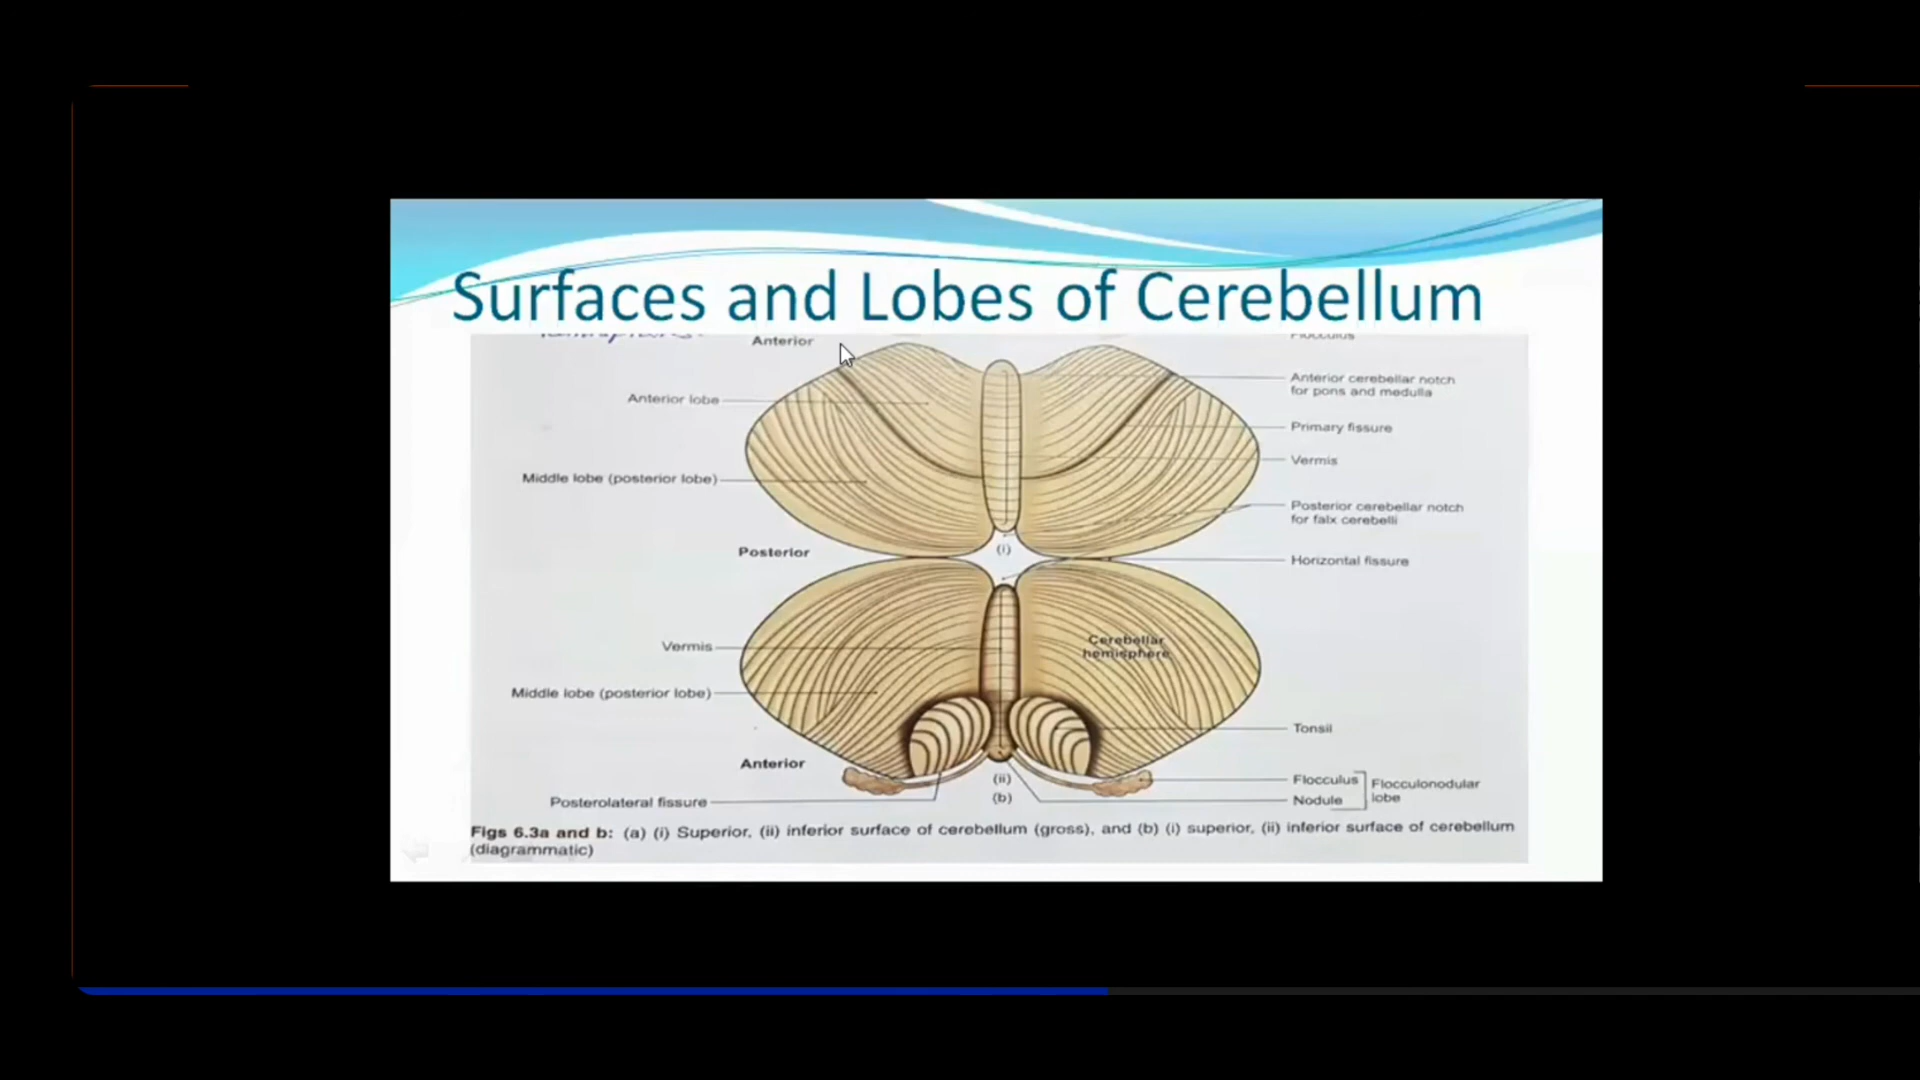 Surfaces and Lobes of Cerebellum
Anterior
Flocculus
Anterior cerebellar notch
for pons and medulla
Anterior lobe
Primary fissure
Vermis
Middle lobe (posterior lobe)
Posterior cerebellar notch
for falx cerebelli
Posterior
(i)
Horizontal fissure
Vermis
Cerebellar
hemisphere
Middle lobe (posterior lobe)
Tonsil
Anterior
(ii)
Flocculus
Flocculonodular
lobe
Nodule
(b)
Posterolateral fissure
Figs 6.3a and b: (a) (i) Superior, (ii) inferior surface of cerebellum (gross), and (b) (i) superior, (ii) inferior surface of cerebellum
(diagrammatic)